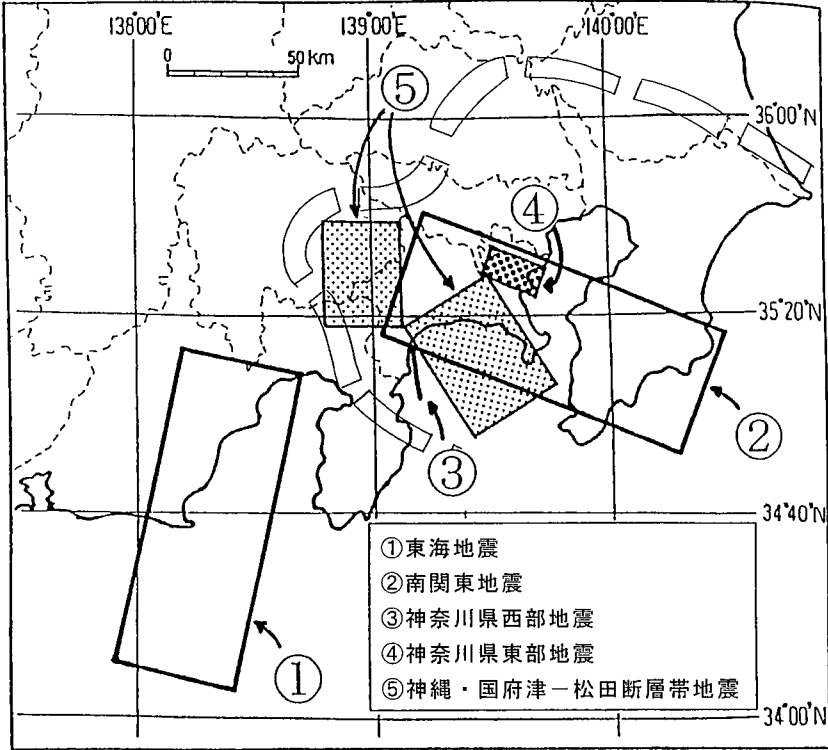 138°00'E
139°00'E
140°00'E
0
50 km
⑤
36°00'N
④
35°20'N
②
③
34°40'N
①東海地震
②南関東地震
③神奈川県西部地震
④神奈川県東部地震
⑤神縄・国府津－松田断層帯地震
①
34°00'N